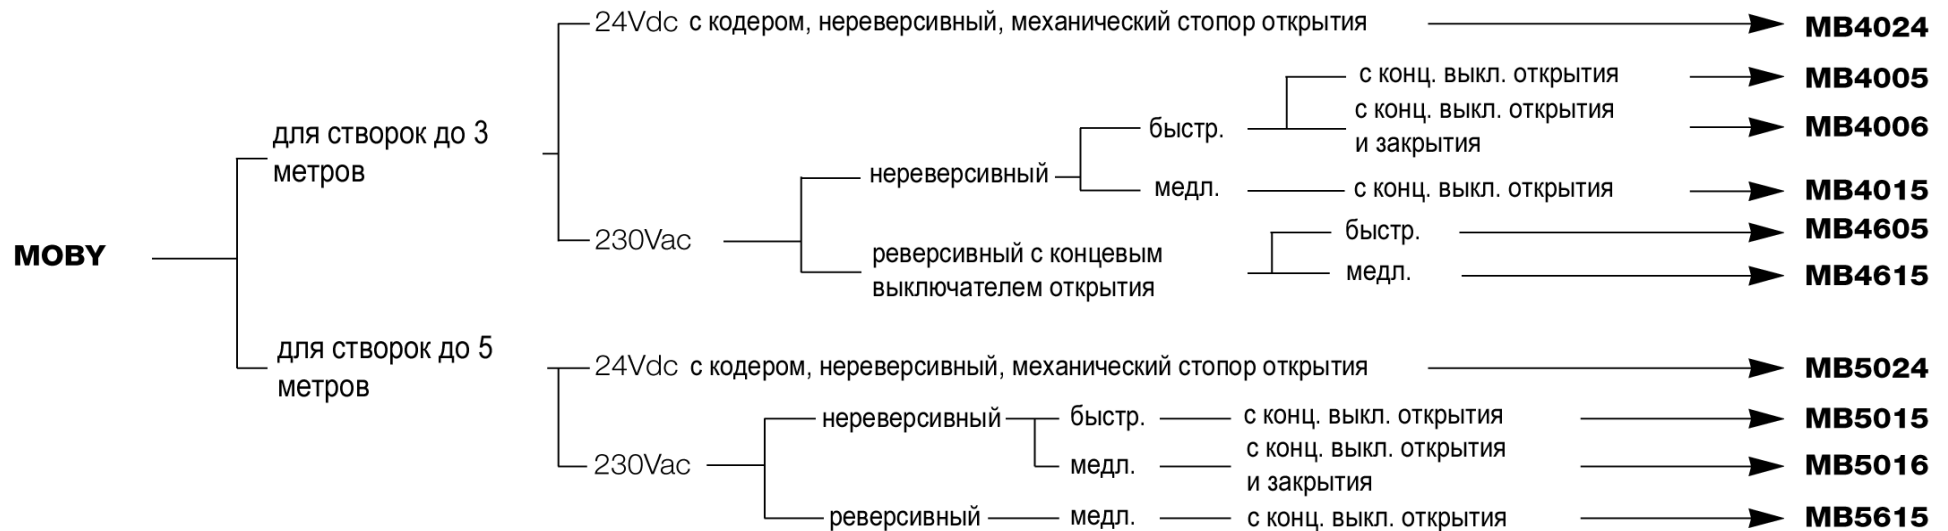 24Vdc с кодером, нереверсивный, механический стопор открытия MB4024
с конц. выкл. открытия MB4005
для створок до 3
метров
быстр.
с конц. выкл. открытия
и закрытия
MB4006
нереверсивный
медл. с конц. выкл. открытия MB4015
MOBY
230Vac
реверсивный с концевым
выключателем открытия
быстр. MB4605
медл. MB4615
для створок до 5
метров
24Vdc с кодером, нереверсивный, механический стопор открытия MB5024
нереверсивный быстр. с конц. выкл. открытия MB5015
230Vac
медл.
с конц. выкл. открытия
и закрытия
MB5016
реверсивный медл. с конц. выкл. открытия MB5615